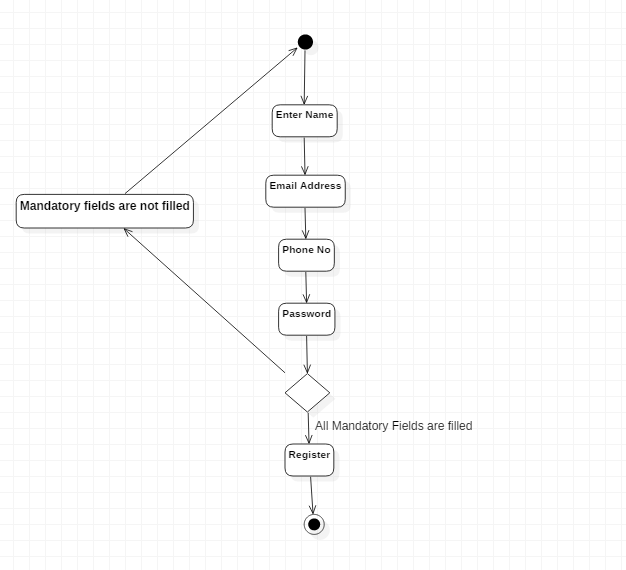 Enter Name
Email Address
Mandatory fields are not filled
Phone No
Password
All Mandatory Fields are filled
Register